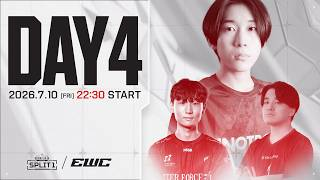 DAY4
2026.7.10 [FRI] 22:30 START
SPLIT1 / EWC